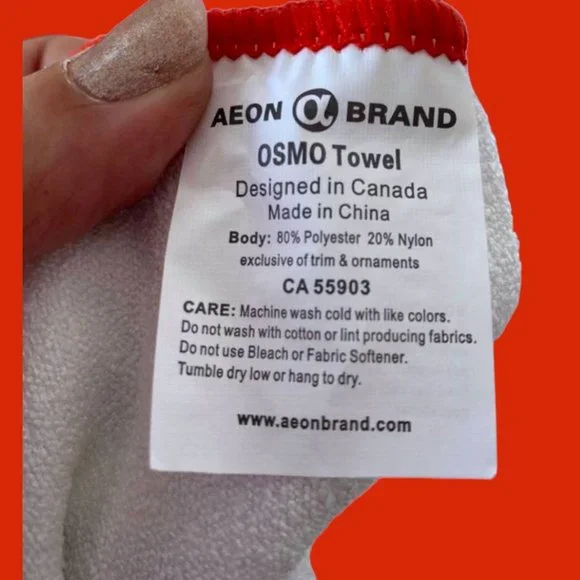 AEON α BRAND
OSMO Towel
Designed in Canada
Made in China
Body: 80% Polyester 20% Nylon
exclusive of trim & ornaments
CA 55903
CARE: Machine wash cold with like colors.
Do not wash with cotton or lint producing fabrics.
Do not use Bleach or Fabric Softener.
Tumble dry low or hang to dry.
www.aeonbrand.com